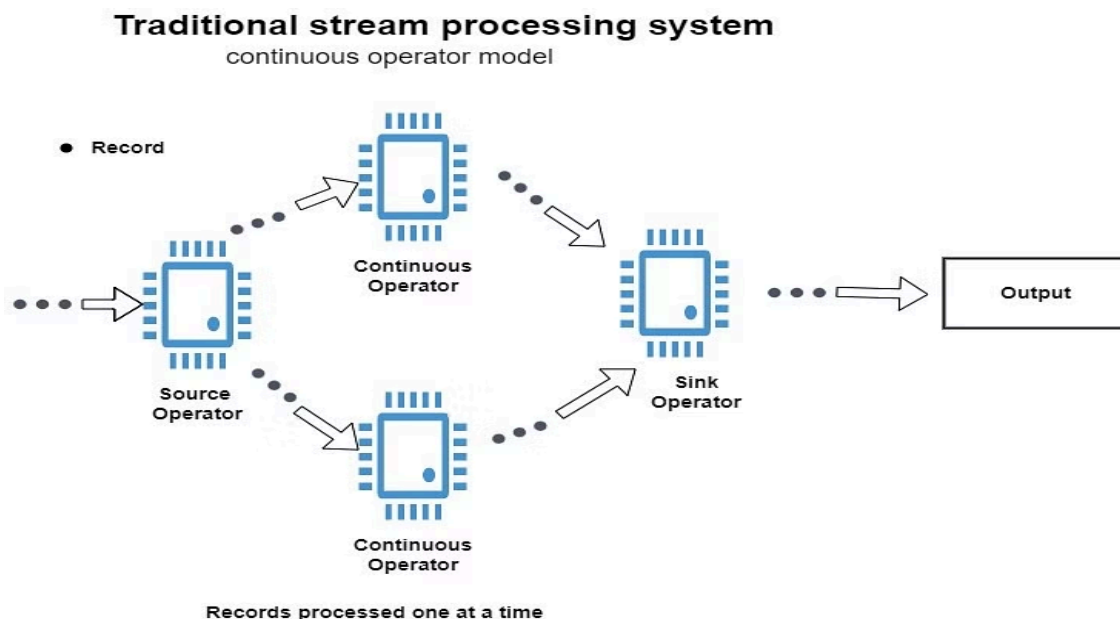 Traditional stream processing system
continuous operator model
Record
Continuous
Operator
Source
Operator
Sink
Operator
Output
Continuous
Operator
Records processed one at a time